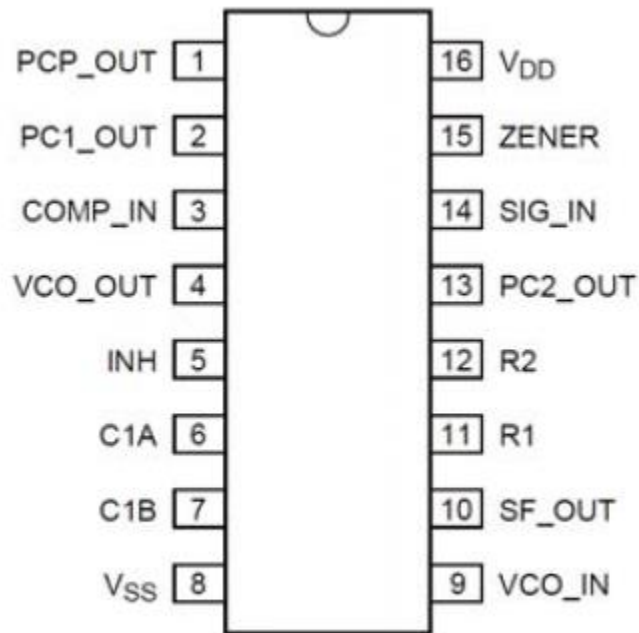 PCP_OUT 1 16 VDD
PC1_OUT 2 15 ZENER
COMP_IN 3 14 SIG_IN
VCO_OUT 4 13 PC2_OUT
INH 5 12 R2
C1A 6 11 R1
C1B 7 10 SF_OUT
VSS 8 9 VCO_IN